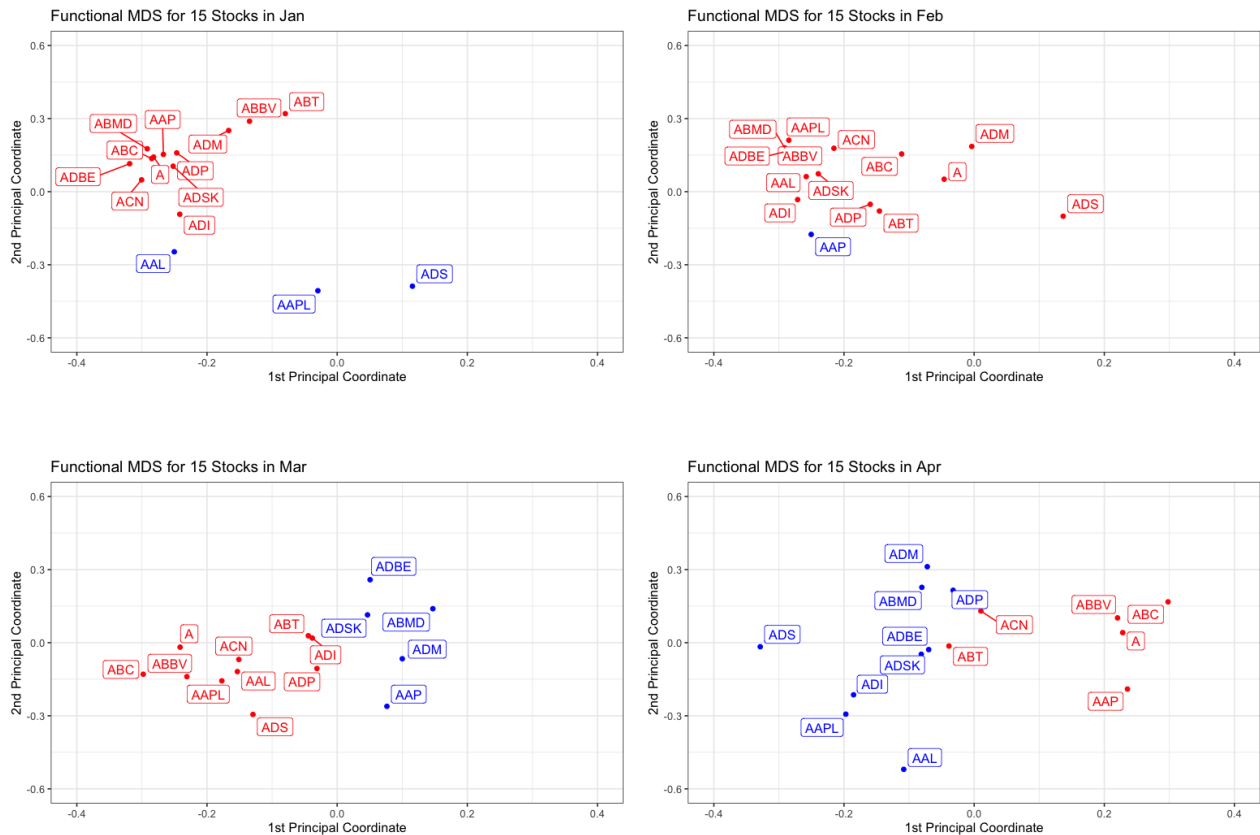 Functional MDS for 15 Stocks in Jan
2nd Principal Coordinate
0.6
0.3
0.0
-0.3
-0.6
ABMD
AAP
ABBV
ABT
ADM
ABC
ADBE
A
ADP
ACN
ADSK
ADI
AAL
ADS
AAPL
-0.4 -0.2 0.0 0.2 0.4
1st Principal Coordinate
Functional MDS for 15 Stocks in Feb
2nd Principal Coordinate
0.6
0.3
0.0
-0.3
-0.6
ABMD
AAPL
ACN
ADM
ADBE
ABBV
ABC
A
AAL
ADSK
ADI
ADP
ABT
ADS
AAP
-0.4 -0.2 0.0 0.2 0.4
1st Principal Coordinate
Functional MDS for 15 Stocks in Mar
2nd Principal Coordinate
0.6
0.3
0.0
-0.3
-0.6
ADBE
ABT
ADSK
ABMD
A
ACN
ADI
ADM
ABC
ABBV
AAL
ADP
AAPL
AAP
ADS
-0.4 -0.2 0.0 0.2 0.4
1st Principal Coordinate
Functional MDS for 15 Stocks in Apr
2nd Principal Coordinate
0.6
0.3
0.0
-0.3
-0.6
ADM
ABMD
ADP
ABBV
ABC
ACN
ADS
ADBE
A
ABT
ADSK
ADI
AAP
AAPL
AAL
-0.4 -0.2 0.0 0.2 0.4
1st Principal Coordinate